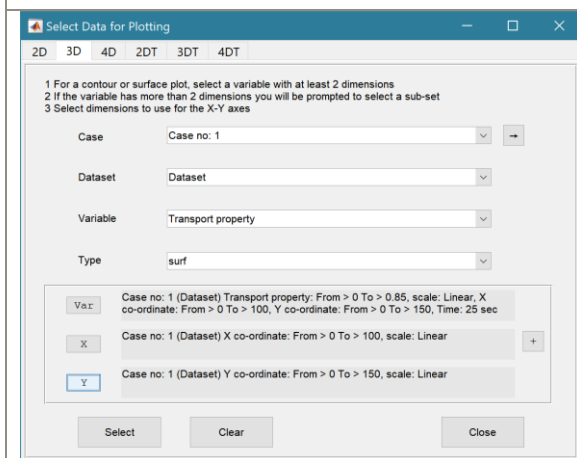 Select Data for Plotting
2D 3D 4D 2DT 3DT 4DT
1 For a contour or surface plot, select a variable with at least 2 dimensions
2 If the variable has more than 2 dimensions you will be prompted to select a sub-set
3 Select dimensions to use for the X-Y axes
Case Case no: 1 →
Dataset Dataset
Variable Transport property
Type surf
Var Case no: 1 (Dataset) Transport property: From > 0 To > 0.85, scale: Linear, X
co-ordinate: From > 0 To > 100, Y co-ordinate: From > 0 To > 150, Time: 25 sec
X Case no: 1 (Dataset) X co-ordinate: From > 0 To > 100, scale: Linear +
Y Case no: 1 (Dataset) Y co-ordinate: From > 0 To > 150, scale: Linear
Select Clear Close